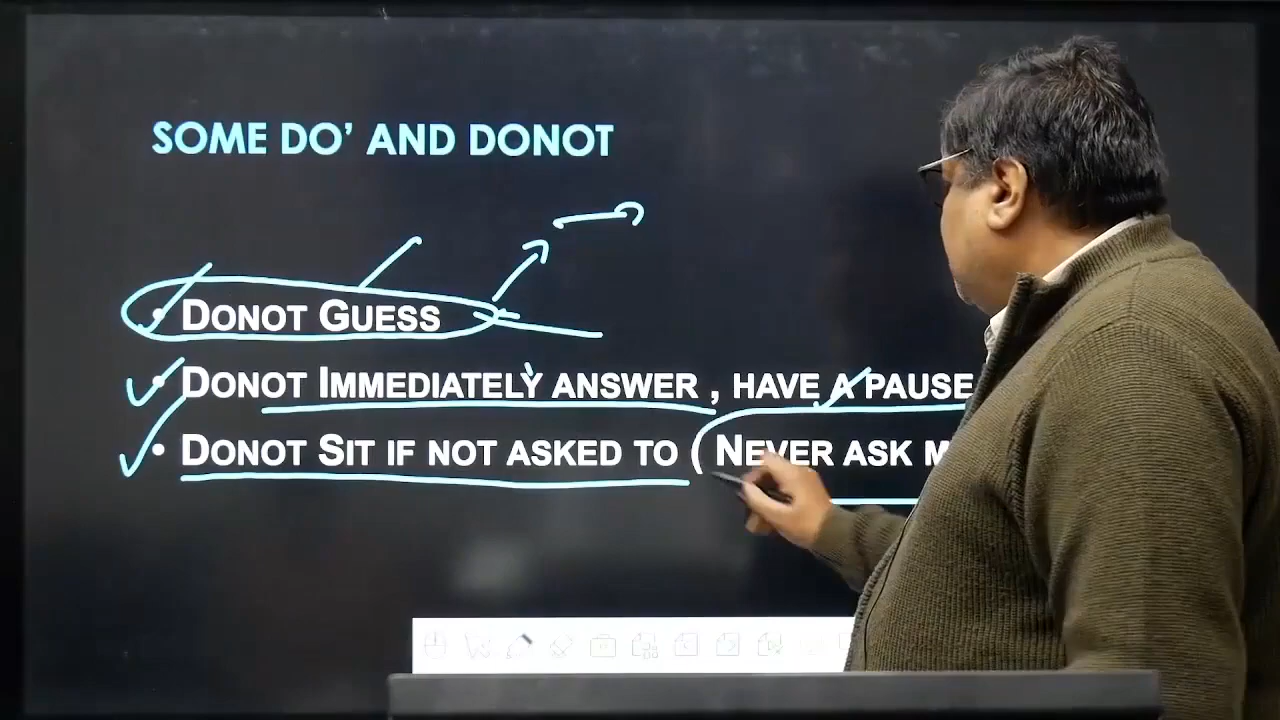 SOME DO' AND DONOT
• DONOT GUESS
• DONOT IMMEDIATELY ANSWER , HAVE A PAUSE
• DONOT SIT IF NOT ASKED TO ( NEVER ASK